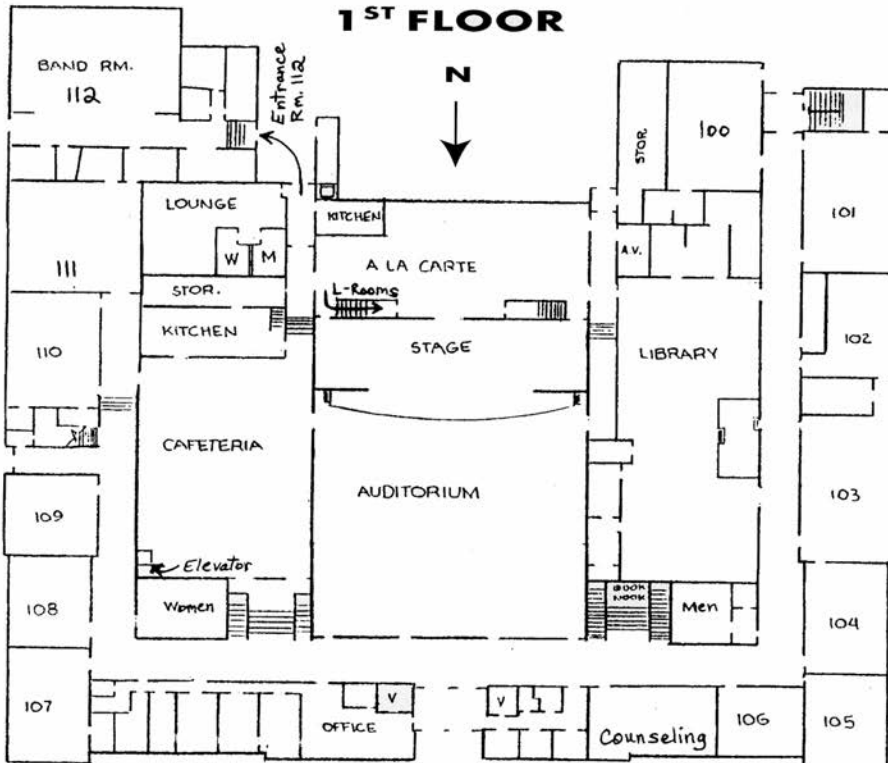 1ST FLOOR
N
BAND RM.
112
Entrance
Rm. 112
STOR.
100
101
LOUNGE
W
M
KITCHEN
A LA CARTE
A.V.
111
STOR.
L-Rooms
KITCHEN
STAGE
110
LIBRARY
102
CAFETERIA
AUDITORIUM
103
109
Elevator
108
Women
BOOK
NOOK
Men
104
107
V
V
OFFICE
Counseling
106
105